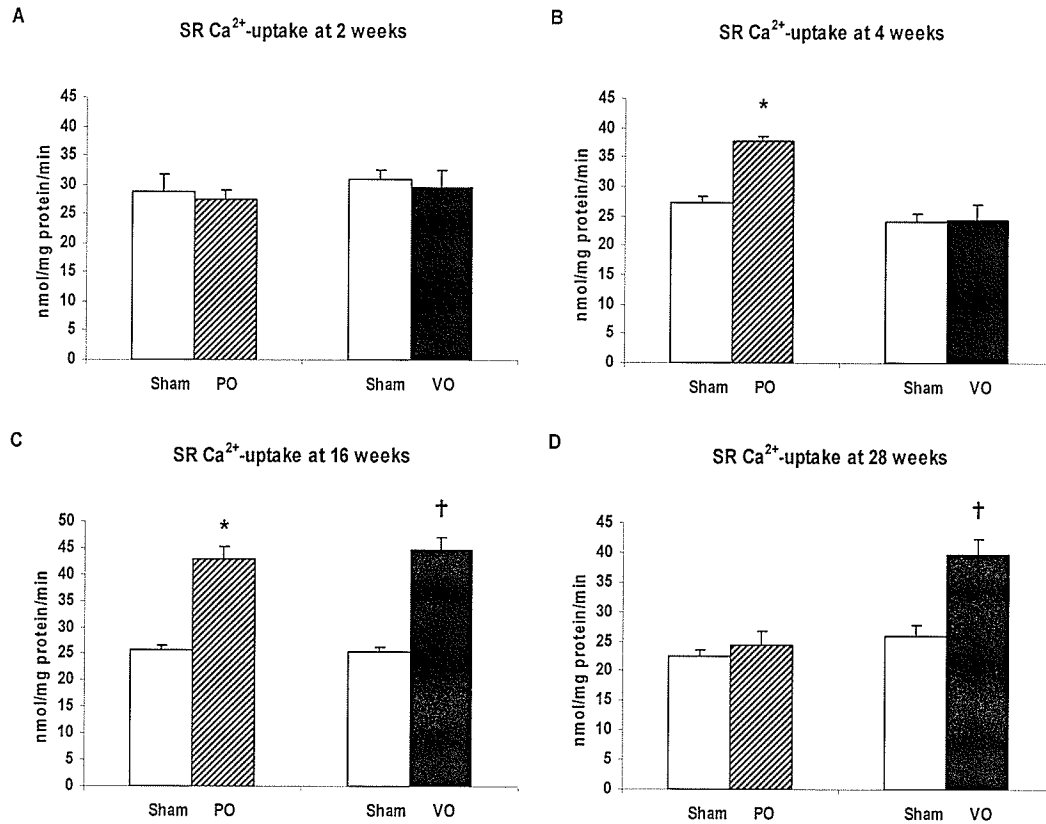 A
SR Ca²⁺-uptake at 2 weeks
nmol/mg protein/min
45
40
35
30
25
20
15
10
5
0
Sham PO Sham VO
B
SR Ca²⁺-uptake at 4 weeks
nmol/mg protein/min
45
40
35
30
25
20
15
10
5
0
*
Sham PO Sham VO
C
SR Ca²⁺-uptake at 16 weeks
nmol/mg protein/min
50
45
40
35
30
25
20
15
10
5
0
*
†
Sham PO Sham VO
D
SR Ca²⁺-uptake at 28 weeks
nmol/mg protein/min
45
40
35
30
25
20
15
10
5
0
†
Sham PO Sham VO